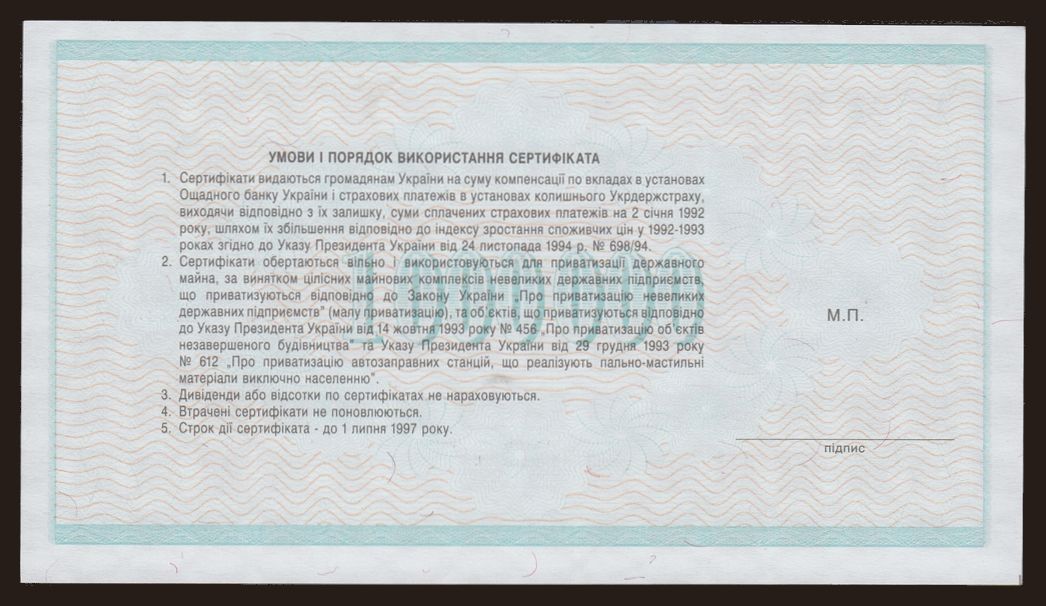 УМОВИ І ПОРЯДОК ВИКОРИСТАННЯ СЕРТИФІКАТА
1. Сертифікати видаються громадянам України на суму компенсації по вкладах в установах
Ощадного банку України і страхових платежів в установах колишнього Укрдержстраху,
виходячи відповідно з їх залишку, суми сплачених страхових платежів на 2 січня 1992
року, шляхом їх збільшення відповідно до індексу зростання споживчих цін у 1992-1993
роках згідно до Указу Президента України від 24 листопада 1994 р. № 698/94.
2. Сертифікати обертаються вільно і використовуються для приватизації державного
майна, за винятком цілісних майнових комплексів невеликих державних підприємств,
що приватизуються відповідно до Закону України „Про приватизацію невеликих
державних підприємств" (малу приватизацію), та об'єктів, що приватизуються відповідно
до Указу Президента України від 14 жовтня 1993 року № 456 „Про приватизацію об'єктів
незавершеного будівництва" та Указу Президента України від 29 грудня 1993 року
№ 612 „Про приватизацію автозаправних станцій, що реалізують пально-мастильні
матеріали виключно населенню".
3. Дивіденди або відсотки по сертифікатах не нараховуються.
4. Втрачені сертифікати не поновлюються.
5. Строк дії сертифіката - до 1 липня 1997 року.
1000000
М.П.
підпис